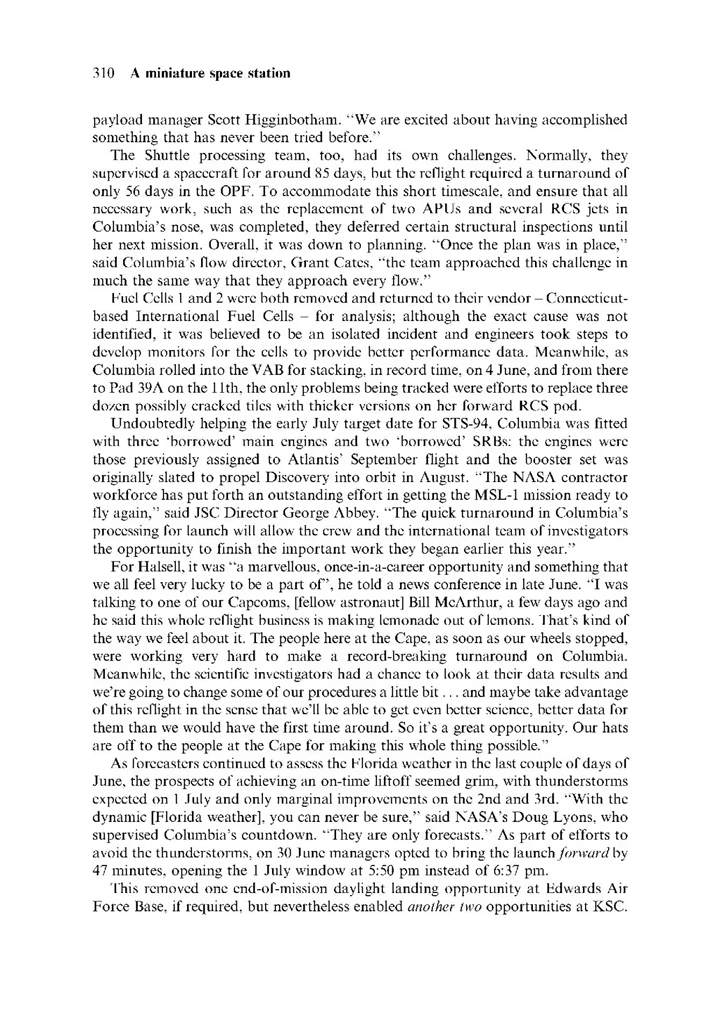 310 A miniature space station
payload manager Scott Higginbotham. “We are excited about having accomplished
something that has never been tried before.”
The Shuttle processing team, too, had its own challenges. Normally, they
supervised a spacecraft for around 85 days, but the reflight required a turnaround of
only 56 days in the OPF. To accommodate this short timescale, and ensure that all
necessary work, such as the replacement of two APUs and several RCS jets in
Columbia’s nose, was completed, they deferred certain structural inspections until
her next mission. Overall, it was down to planning. “Once the plan was in place,”
said Columbia’s flow director, Grant Cates, “the team approached this challenge in
much the same way that they approach every flow.”
Fuel Cells 1 and 2 were both removed and returned to their vendor – Connecticut-
based International Fuel Cells – for analysis; although the exact cause was not
identified, it was believed to be an isolated incident and engineers took steps to
develop monitors for the cells to provide better performance data. Meanwhile, as
Columbia rolled into the VAB for stacking, in record time, on 4 June, and from there
to Pad 39A on the 11th, the only problems being tracked were efforts to replace three
dozen possibly cracked tiles with thicker versions on her forward RCS pod.
Undoubtedly helping the early July target date for STS-94, Columbia was fitted
with three ‘borrowed’ main engines and two ‘borrowed’ SRBs: the engines were
those previously assigned to Atlantis’ September flight and the booster set was
originally slated to propel Discovery into orbit in August. “The NASA contractor
workforce has put forth an outstanding effort in getting the MSL-1 mission ready to
fly again,” said JSC Director George Abbey. “The quick turnaround in Columbia’s
processing for launch will allow the crew and the international team of investigators
the opportunity to finish the important work they began earlier this year.”
For Halsell, it was “a marvellous, once-in-a-career opportunity and something that
we all feel very lucky to be a part of”, he told a news conference in late June. “I was
talking to one of our Capcoms, [fellow astronaut] Bill McArthur, a few days ago and
he said this whole reflight business is making lemonade out of lemons. That’s kind of
the way we feel about it. The people here at the Cape, as soon as our wheels stopped,
were working very hard to make a record-breaking turnaround on Columbia.
Meanwhile, the scientific investigators had a chance to look at their data results and
we’re going to change some of our procedures a little bit . . . and maybe take advantage
of this reflight in the sense that we’ll be able to get even better science, better data for
them than we would have the first time around. So it’s a great opportunity. Our hats
are off to the people at the Cape for making this whole thing possible.”
As forecasters continued to assess the Florida weather in the last couple of days of
June, the prospects of achieving an on-time liftoff seemed grim, with thunderstorms
expected on 1 July and only marginal improvements on the 2nd and 3rd. “With the
dynamic [Florida weather], you can never be sure,” said NASA’s Doug Lyons, who
supervised Columbia’s countdown. “They are only forecasts.” As part of efforts to
avoid the thunderstorms, on 30 June managers opted to bring the launch forward by
47 minutes, opening the 1 July window at 5:50 pm instead of 6:37 pm.
This removed one end-of-mission daylight landing opportunity at Edwards Air
Force Base, if required, but nevertheless enabled another two opportunities at KSC.